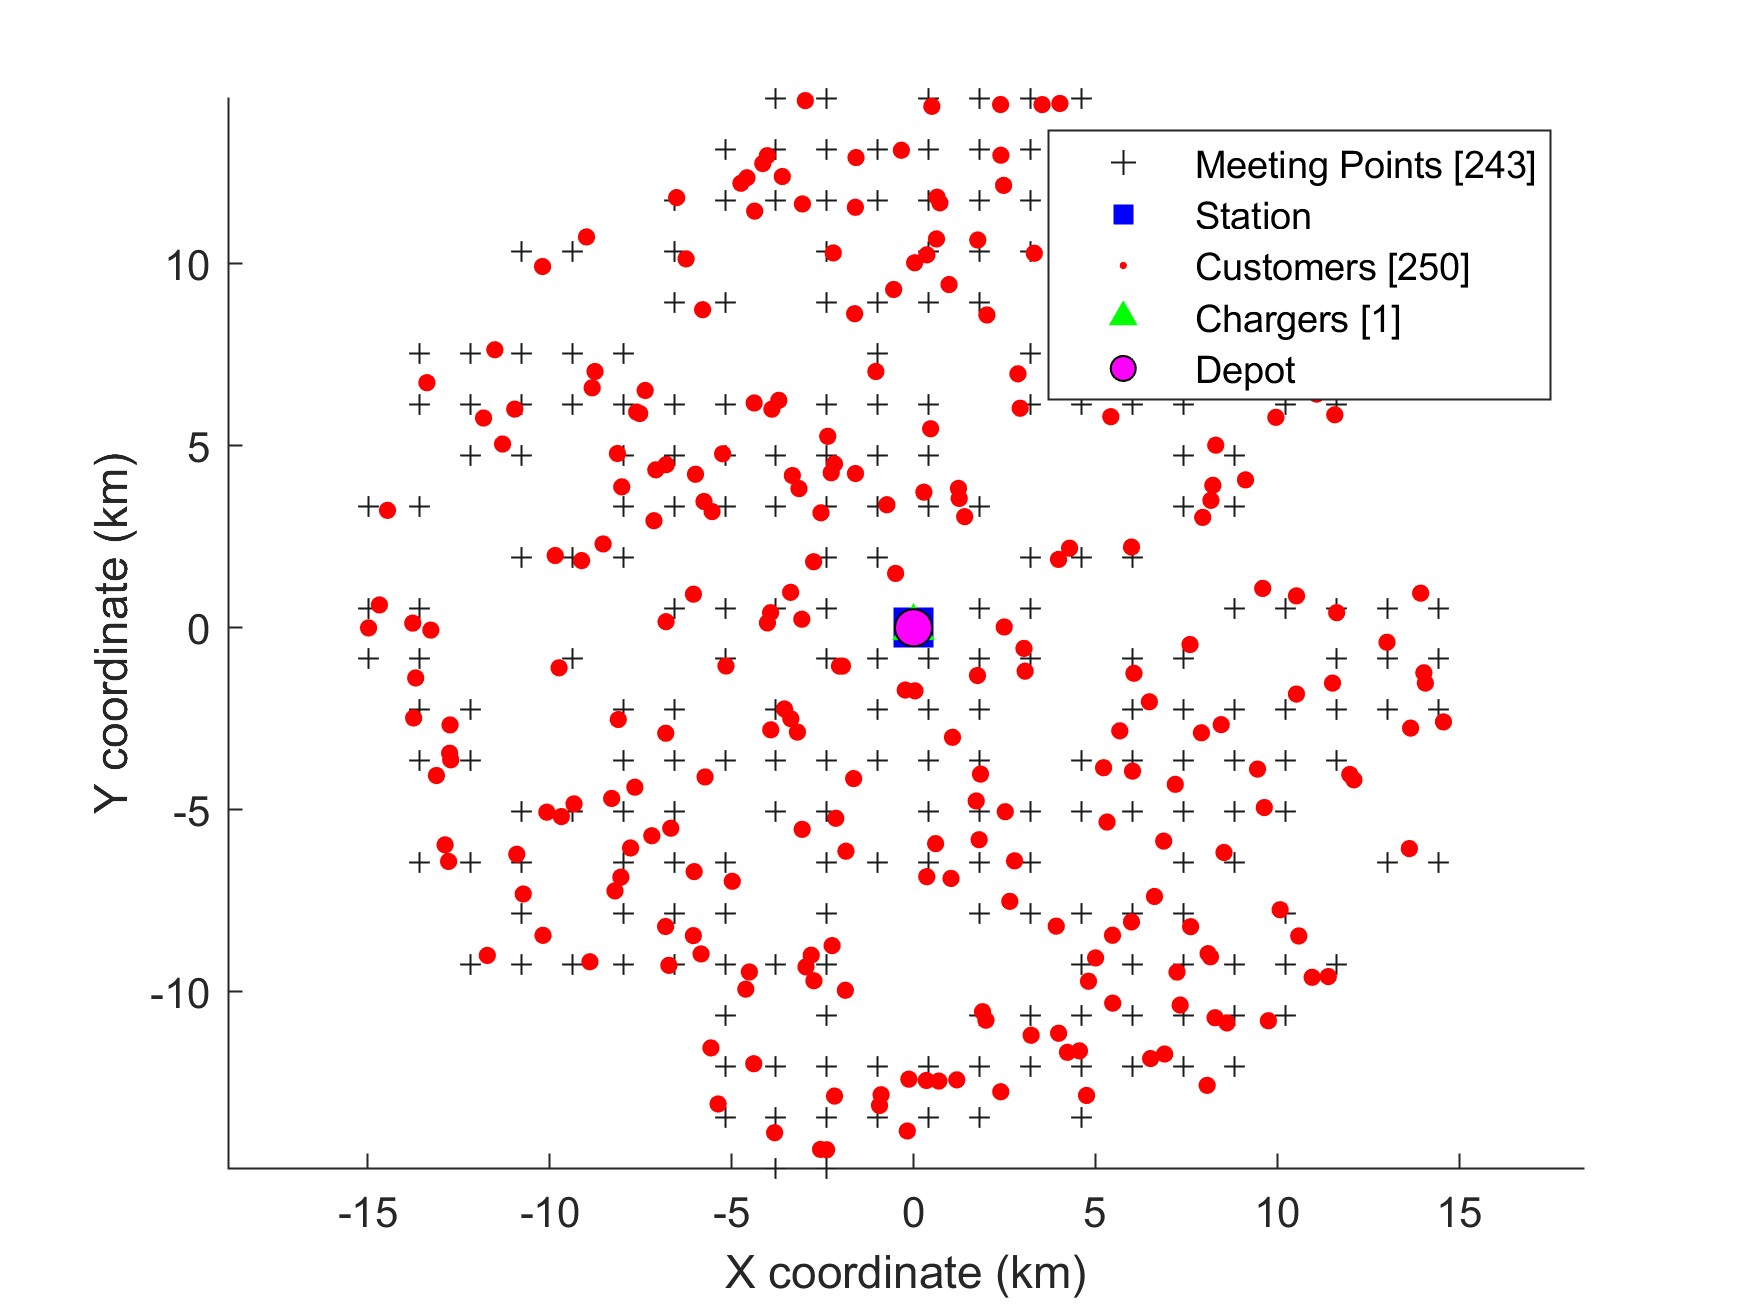 Meeting Points [243]
Station
Customers [250]
Chargers [1]
Depot
10
5
0
-5
-10
Y coordinate (km)
-15
-10
-5
0
5
10
15
X coordinate (km)